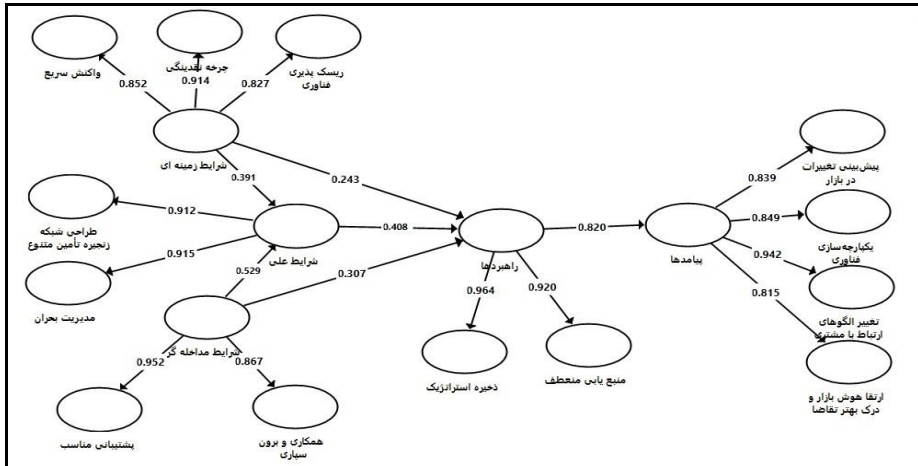 واکنش سریع
چرخه نقدینگی
ریسک پذیری
فناوری
0.852
0.914
0.827
شرایط زمینه ای
0.391
0.243
پیش‌بینی تغییرات
در بازار
0.839
طراحی شبکه
زنجیره تأمین متنوع
0.912
شرایط علی
0.408
راهبردها
0.820
پیامدها
0.849
یکپارچه‌سازی
فناوری
0.915
مدیریت بحران
0.529
0.307
0.964
0.920
0.942
تغییر الگوهای
ارتباط با مشتری
0.815
شرایط مداخله گر
0.952
0.867
ذخیره استراتژیک
منبع یابی منعطف
ارتقا هوش بازار و
درک بهتر تقاضا
پشتیبانی مناسب
همکاری و برون
سپاری